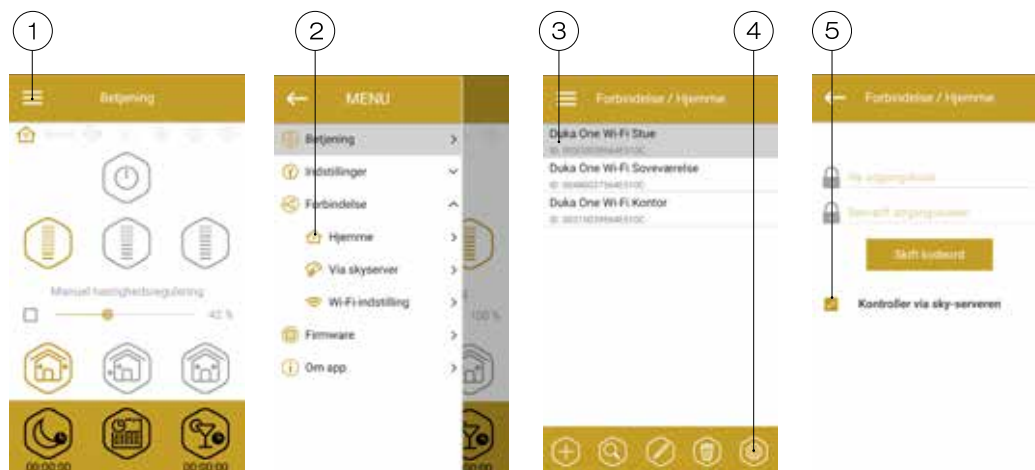 1
2
3
4
5
Betjening
Manuel hastighedsregulering
42 %
00:00:00
00:00:00
MENU
Betjening
Indstillinger
Forbindelse
Hjemme
Via skyserver
Wi-Fi-indstilling
Firmware
Om app
100 %
Forbindelse / Hjemme
Duka One Wi-Fi Stue
Duka One Wi-Fi Soveværelse
Duka One Wi-Fi Kontor
Forbindelse / Hjemme
Ny adgangskode
Skift kodeord
Kontroller via sky-serveren